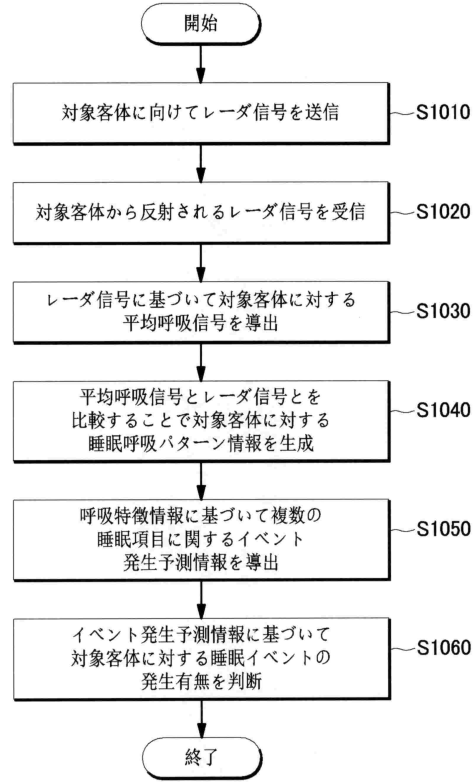 開始
対象客体に向けてレーダ信号を送信
S1010
対象客体から反射されるレーダ信号を受信
S1020
レーダ信号に基づいて対象客体に対する
平均呼吸信号を導出
S1030
平均呼吸信号とレーダ信号とを
比較することで対象客体に対する
睡眠呼吸パターン情報を生成
S1040
呼吸特徴情報に基づいて複数の
睡眠項目に関するイベント
発生予測情報を導出
S1050
イベント発生予測情報に基づいて
対象客体に対する睡眠イベントの
発生有無を判断
S1060
終了